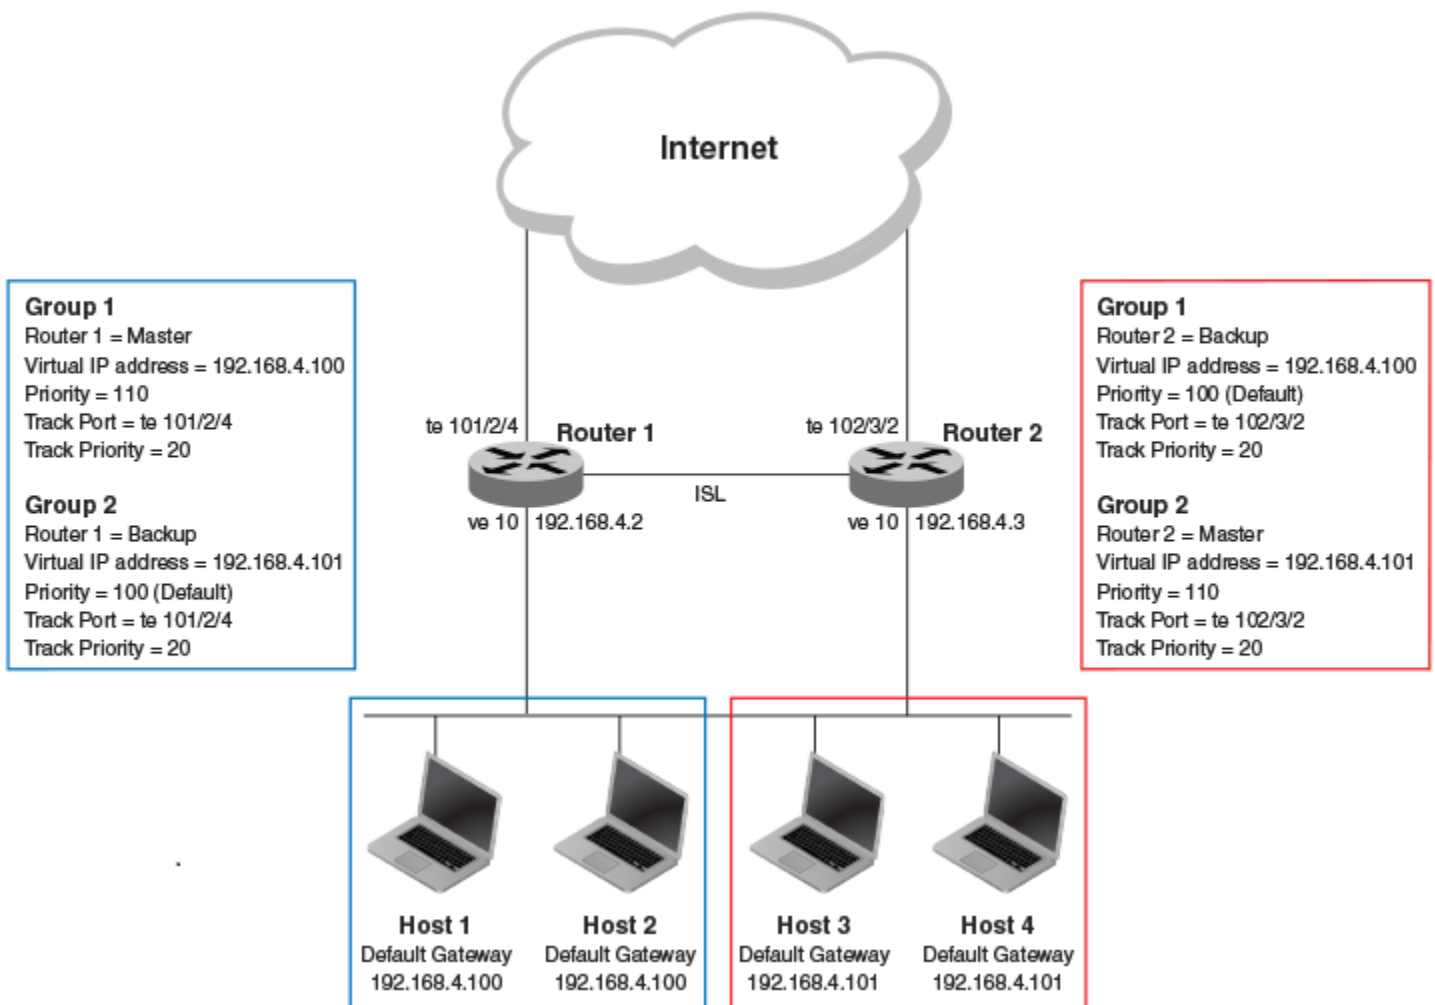 Internet
Group 1
Router 1 = Master
Virtual IP address = 192.168.4.100
Priority = 110
Track Port = te 101/2/4
Track Priority = 20
Group 2
Router 1 = Backup
Virtual IP address = 192.168.4.101
Priority = 100 (Default)
Track Port = te 101/2/4
Track Priority = 20
te 101/2/4
Router 1
ISL
ve 10
192.168.4.2
te 102/3/2
Router 2
ve 10
192.168.4.3
Group 1
Router 2 = Backup
Virtual IP address = 192.168.4.100
Priority = 100 (Default)
Track Port = te 102/3/2
Track Priority = 20
Group 2
Router 2 = Master
Virtual IP address = 192.168.4.101
Priority = 110
Track Port = te 102/3/2
Track Priority = 20
Host 1
Default Gateway
192.168.4.100
Host 2
Default Gateway
192.168.4.100
Host 3
Default Gateway
192.168.4.101
Host 4
Default Gateway
192.168.4.101